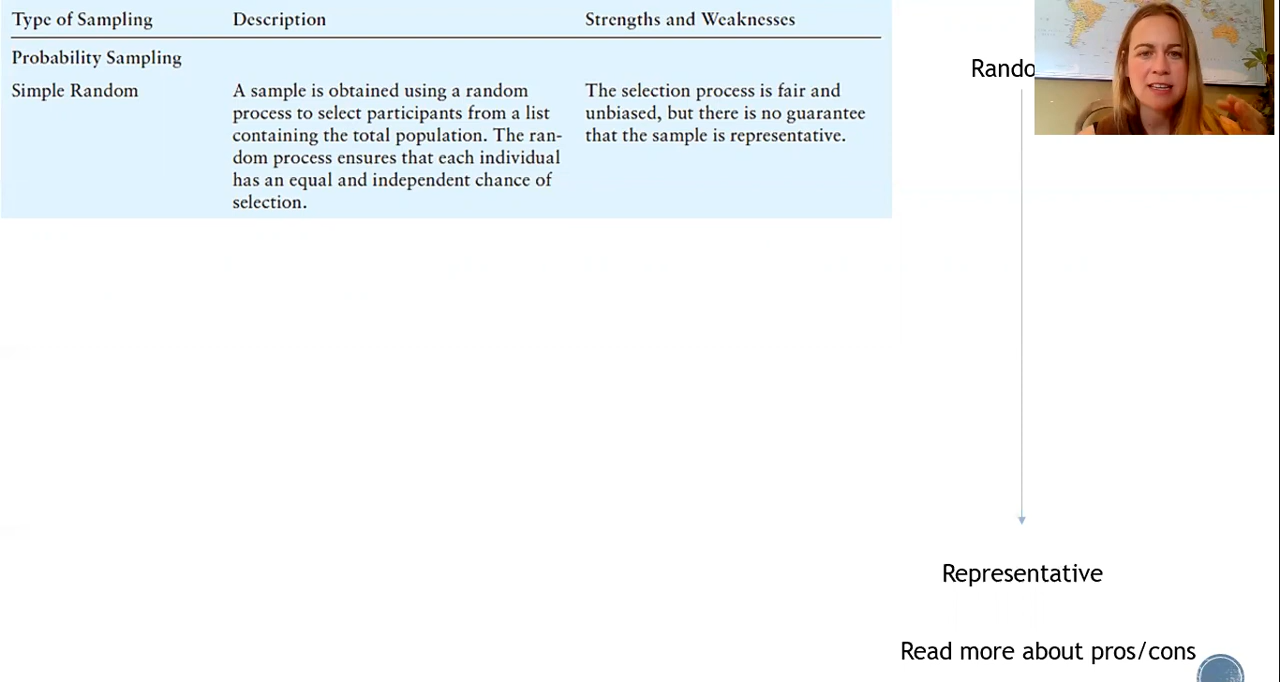 Type of Sampling Description Strengths and Weaknesses
Probability Sampling
Simple Random
A sample is obtained using a random
process to select participants from a list
containing the total population. The ran-
dom process ensures that each individual
has an equal and independent chance of
selection.
The selection process is fair and
unbiased, but there is no guarantee
that the sample is representative.
Rando
Representative
Read more about pros/cons